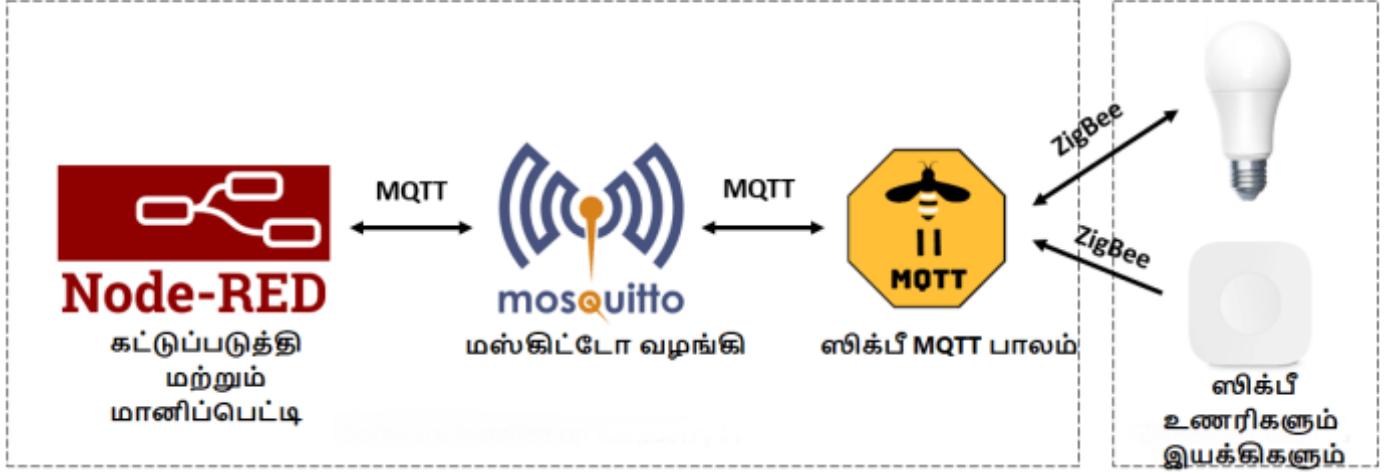 MQTT
MQTT
ZigBee
ZigBee
Node-RED
mosquitto
MQTT
கட்டுப்படுத்தி
மற்றும்
மானிப்பெட்டி
மஸ்கிட்டோ வழங்கி
ஸிக்பீ MQTT பாலம்
ஸிக்பீ
உணரிகளும்
இயக்கிகளும்